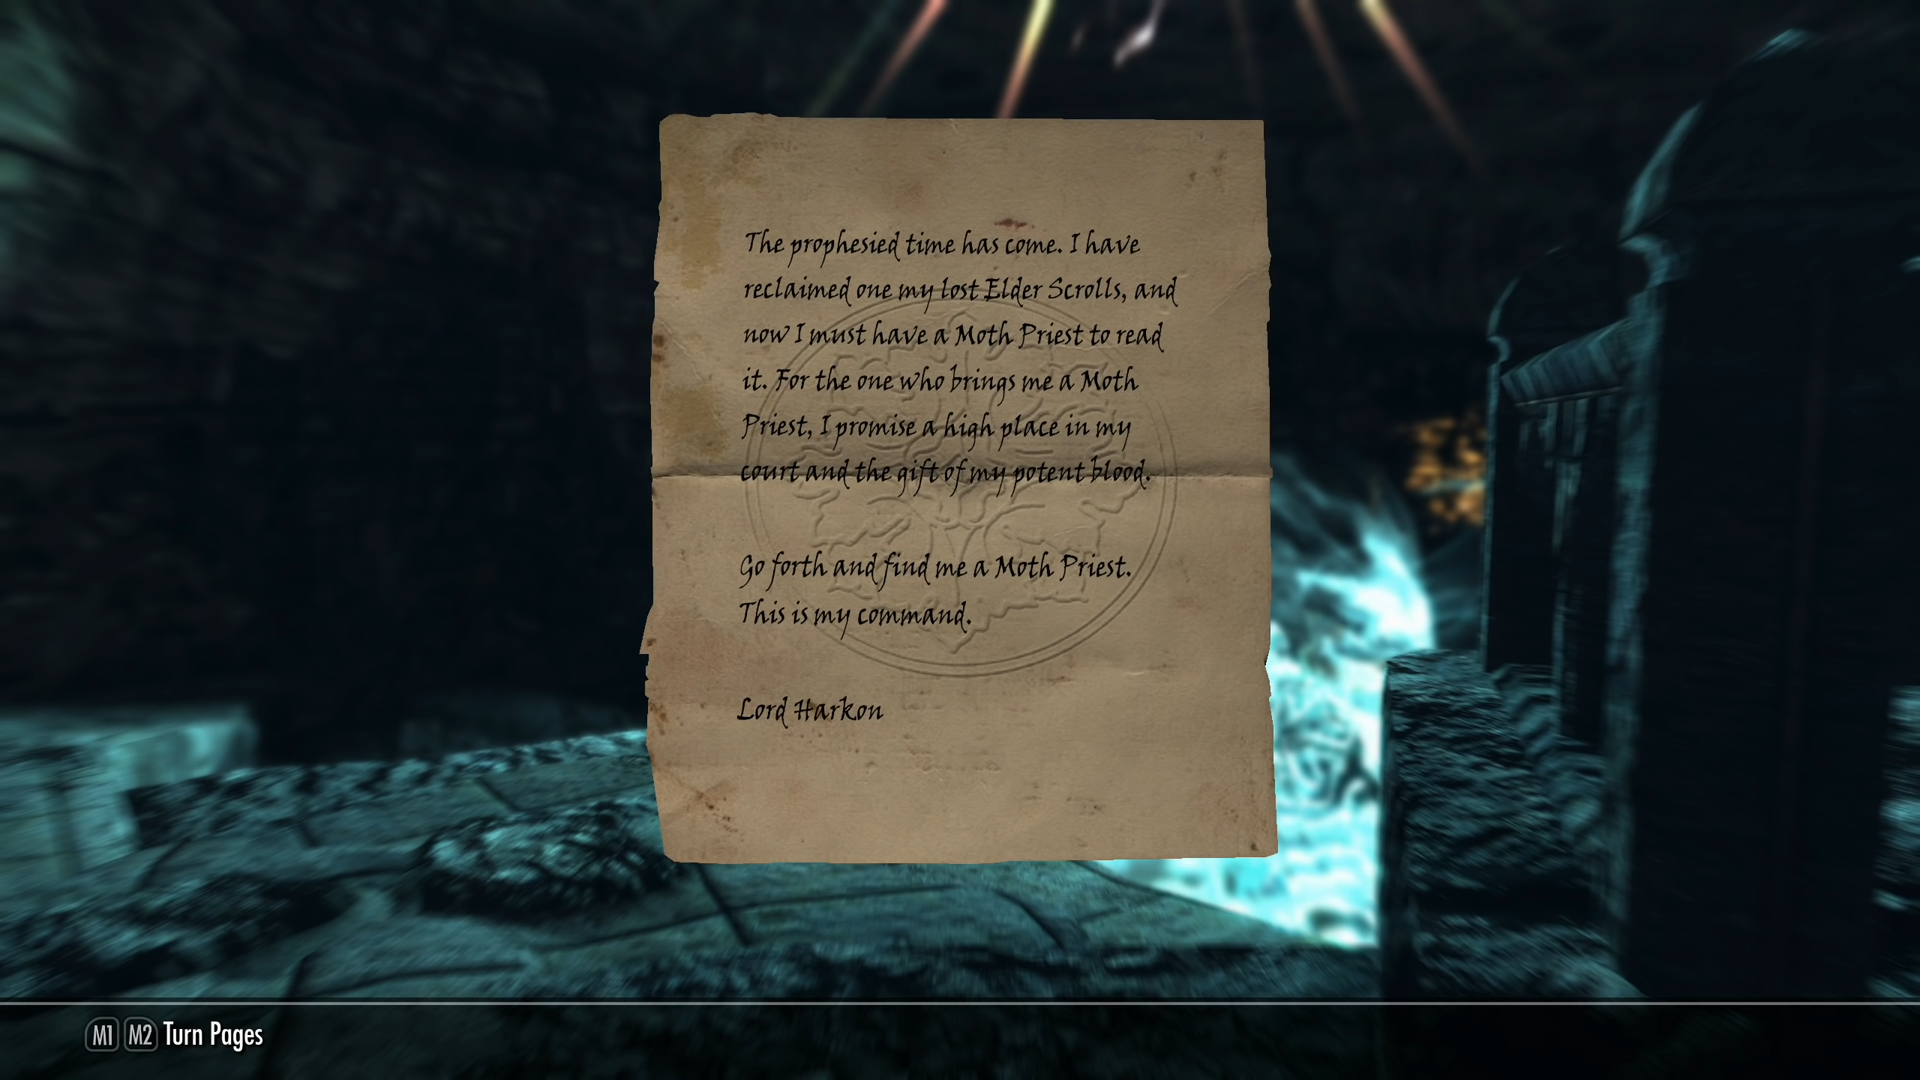 The prophesied time has come. I have
reclaimed one my lost Elder Scrolls, and
now I must have a Moth Priest to read
it. For the one who brings me a Moth
Priest, I promise a high place in my
court and the gift of my potent blood.
Go forth and find me a Moth Priest.
This is my command.
Lord Harkon
M1 M2 Turn Pages